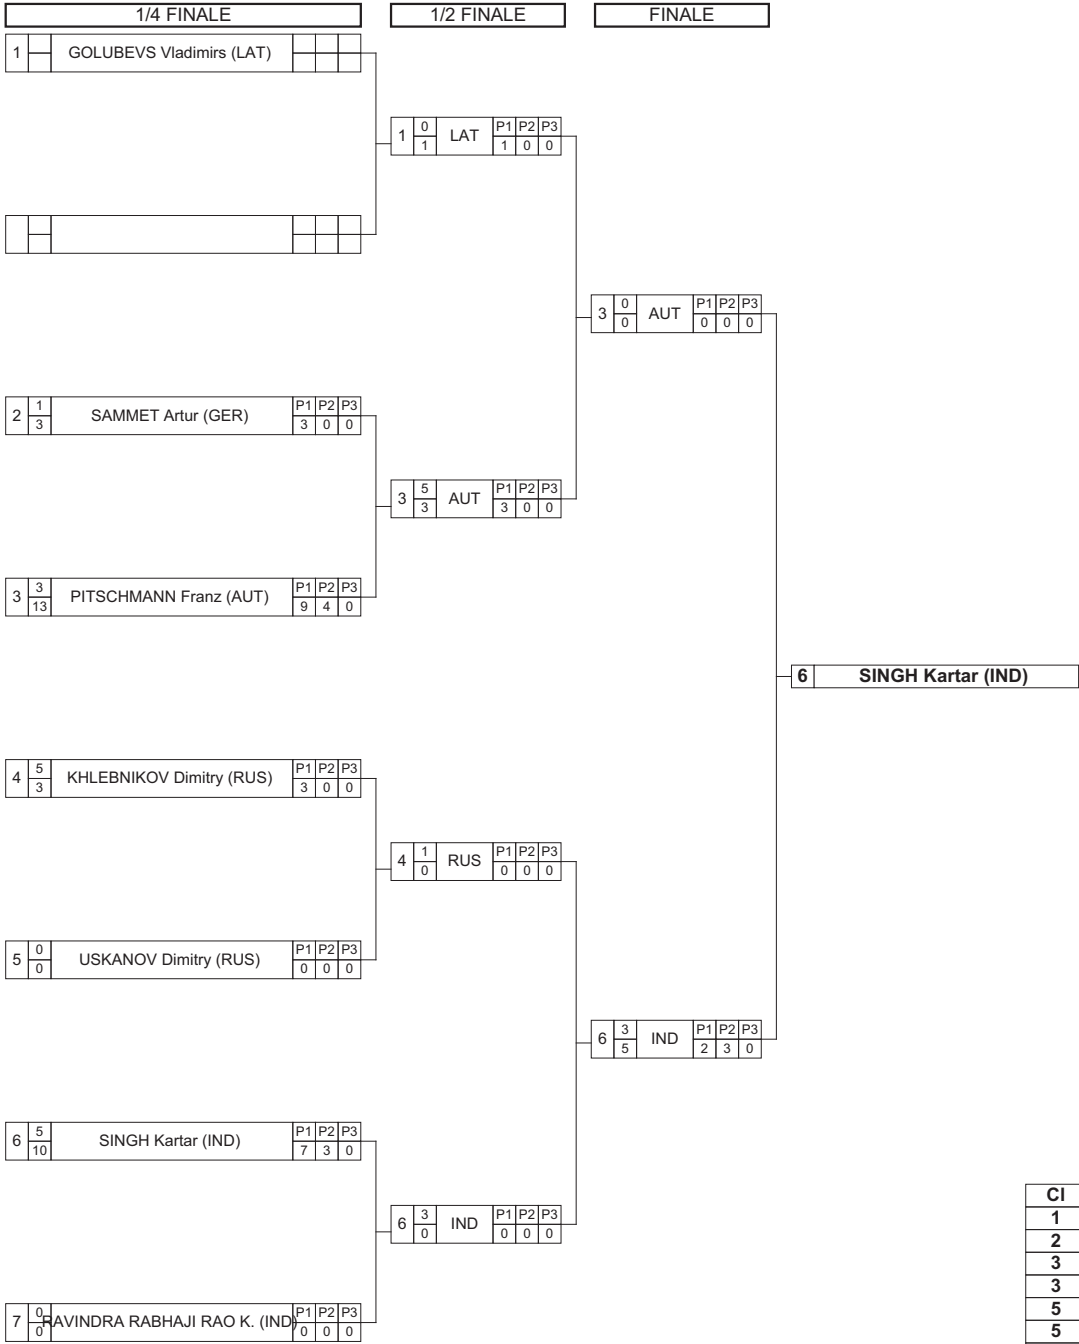 1/4 FINALE 1/2 FINALE FINALE
1 GOLUBEVS Vladimirs (LAT)
1 0 LAT P1 P2 P3
1 1 0 0
3 0 AUT P1 P2 P3
0 0 0 0
2 1 SAMMET Artur (GER) P1 P2 P3
3 3 0 0
3 5 AUT P1 P2 P3
3 3 0 0
3 3 PITSCHMANN Franz (AUT) P1 P2 P3
13 9 4 0
6 SINGH Kartar (IND)
4 5 KHLEBNIKOV Dimitry (RUS) P1 P2 P3
3 3 0 0
4 1 RUS P1 P2 P3
0 0 0 0
5 0 USKANOV Dimitry (RUS) P1 P2 P3
0 0 0 0
6 3 IND P1 P2 P3
5 2 3 0
6 5 SINGH Kartar (IND) P1 P2 P3
10 7 3 0
6 3 IND P1 P2 P3
0 0 0 0
7 0 RAVINDRA RABHAJI RAO K. (IND) P1 P2 P3
0 0 0 0
Cl
1
2
3
3
5
5